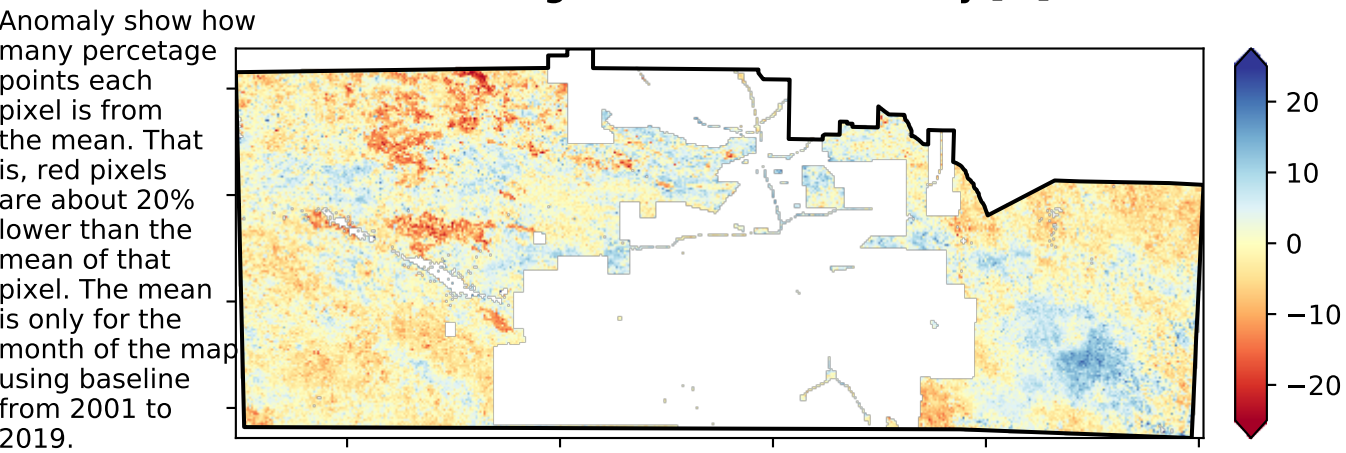 Anomaly show how
many percetage
points each
pixel is from
the mean. That
is, red pixels
are about 20%
lower than the
mean of that
pixel. The mean
is only for the
month of the map
using baseline
from 2001 to
2019.
20
10
0
−10
−20